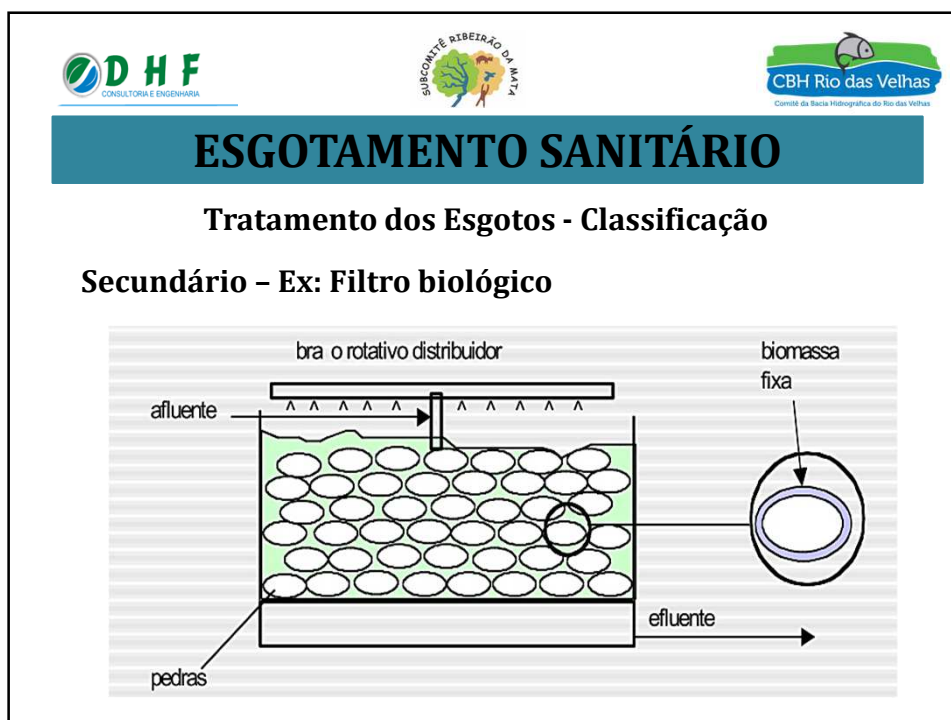 D H F
CONSULTORIA E ENGENHARIA
SUBCOMITÊ RIBEIRÃO DA MATA
CBH Rio das Velhas
Comitê da Bacia Hidrográfica do Rio das Velhas
ESGOTAMENTO SANITÁRIO
Tratamento dos Esgotos - Classificação
Secundário – Ex: Filtro biológico
bra o rotativo distribuidor
biomassa
fixa
afluente
efluente
pedras